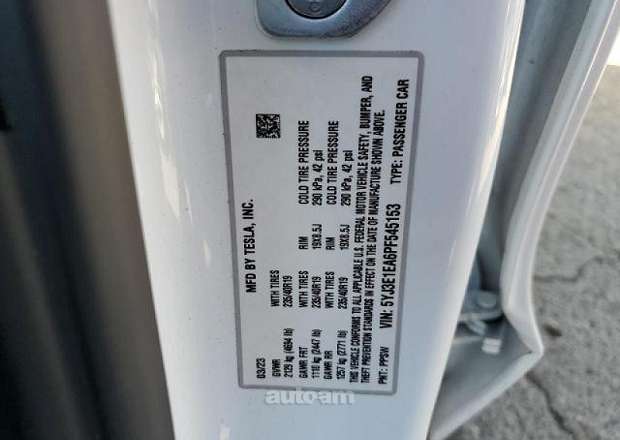 MFD BY TESLA, INC.
03/23
GVWR WITH TIRES RIM COLD TIRE PRESSURE
2129 kg (4694 lb) 235/40R19 19X8.5J 290 kPa, 42 psi
GAWR FRT WITH TIRES RIM COLD TIRE PRESSURE
1110 kg (2447 lb) 235/40R19 19X8.5J 290 kPa, 42 psi
GAWR RR
1257 kg (2771 lb) 235/40R19
THIS VEHICLE CONFORMS TO ALL APPLICABLE U.S. FEDERAL MOTOR VEHICLE SAFETY, BUMPER, AND
THEFT PREVENTION STANDARDS IN EFFECT ON THE DATE OF MANUFACTURE SHOWN ABOVE.
VIN: 5YJ3E1EA6PF545153 TYPE: PASSENGER CAR
PNT: PPSW
autoam